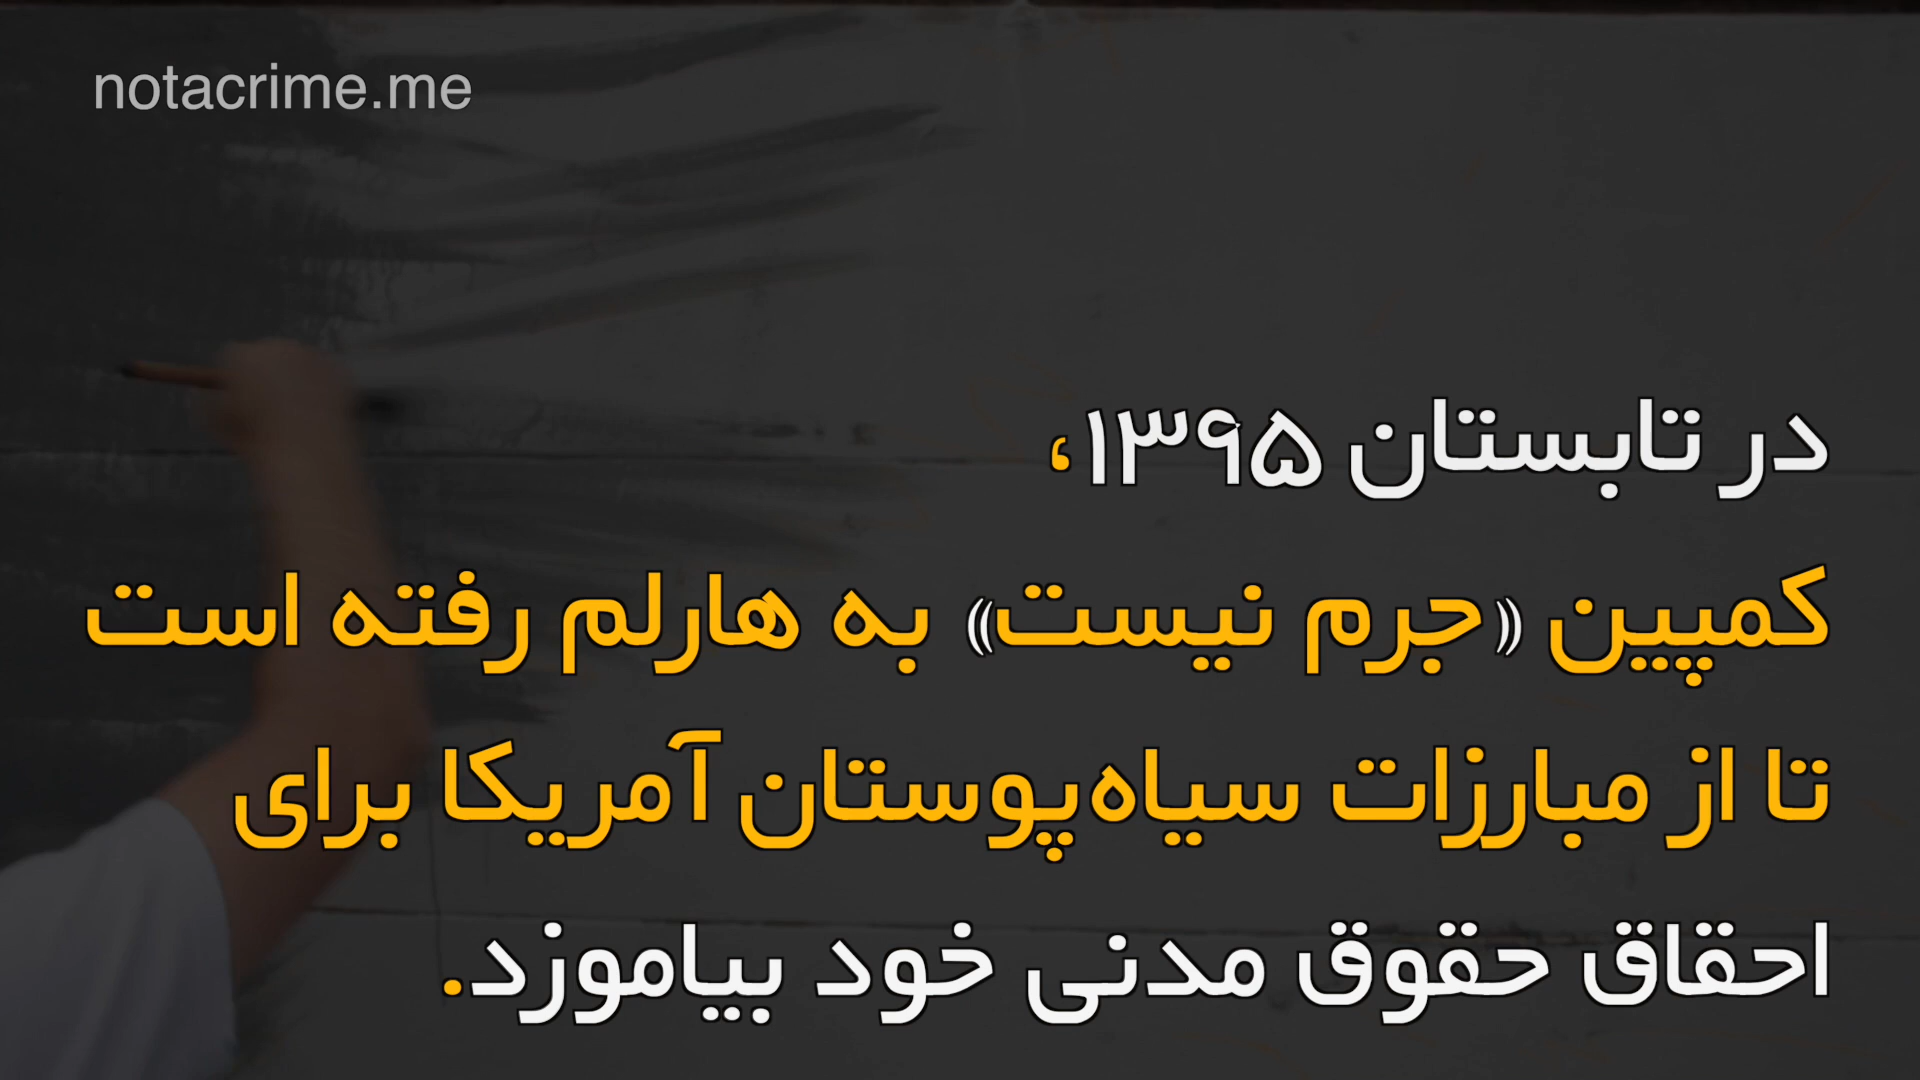 notacrime.me
در تابستان ۱۳۹۵،
کمپین «جرم نیست» به هارلم رفته است
تا از مبارزات سیاه‌پوستان آمریکا برای
احقاق حقوق مدنی خود بیاموزد.